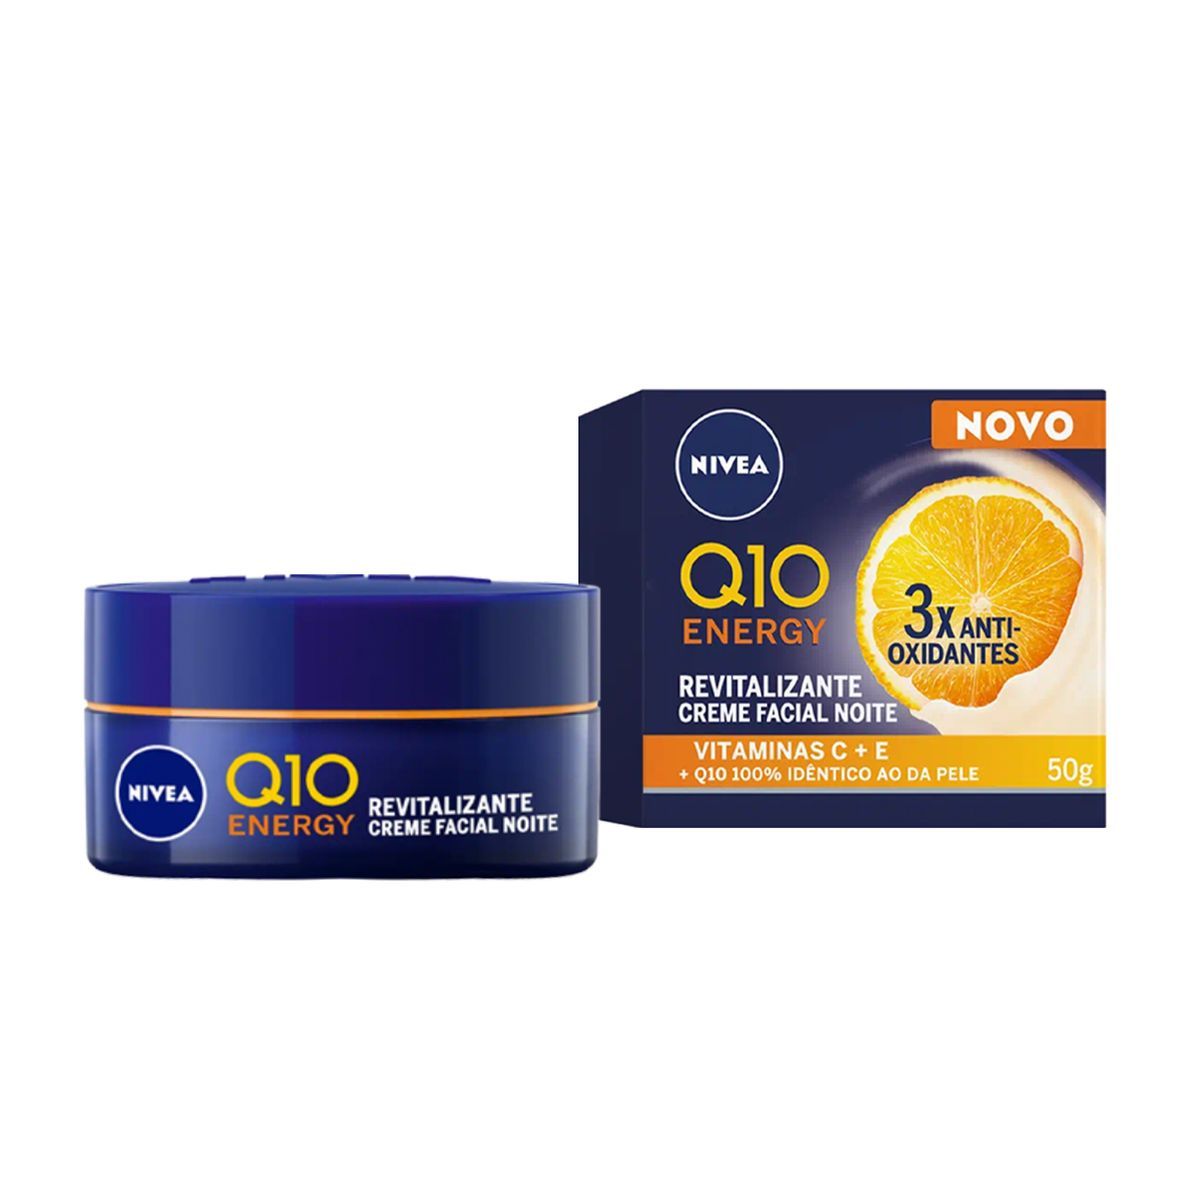 NIVEA
Q10
ENERGY
REVITALIZANTE
CREME FACIAL NOITE
NOVO
NIVEA
Q10
ENERGY
3X ANTI-
OXIDANTES
REVITALIZANTE
CREME FACIAL NOITE
VITAMINAS C + E
+ Q10 100% IDÊNTICO AO DA PELE
50g